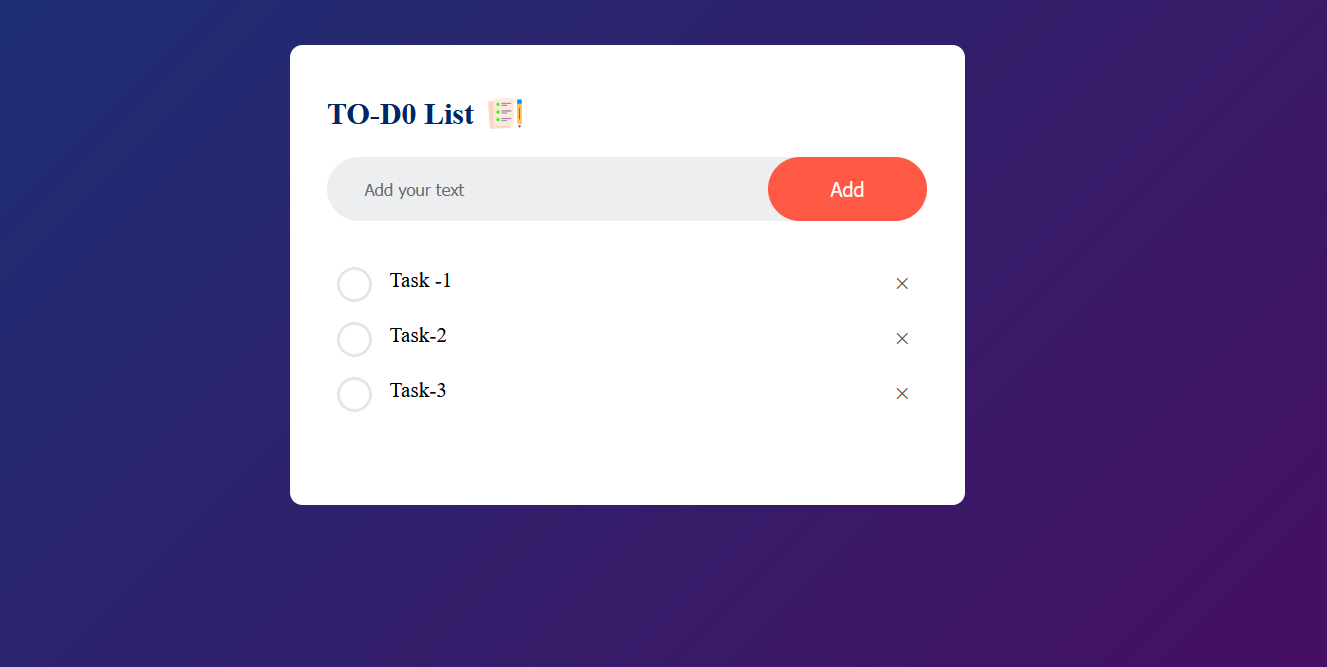 TO-D0 List
Add your text
Add
Task -1
×
Task-2
×
Task-3
×